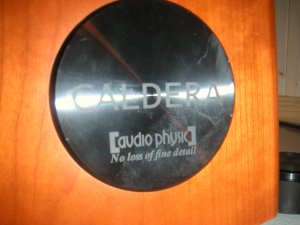 CALDERA
[audio physic]
No loss of fine detail